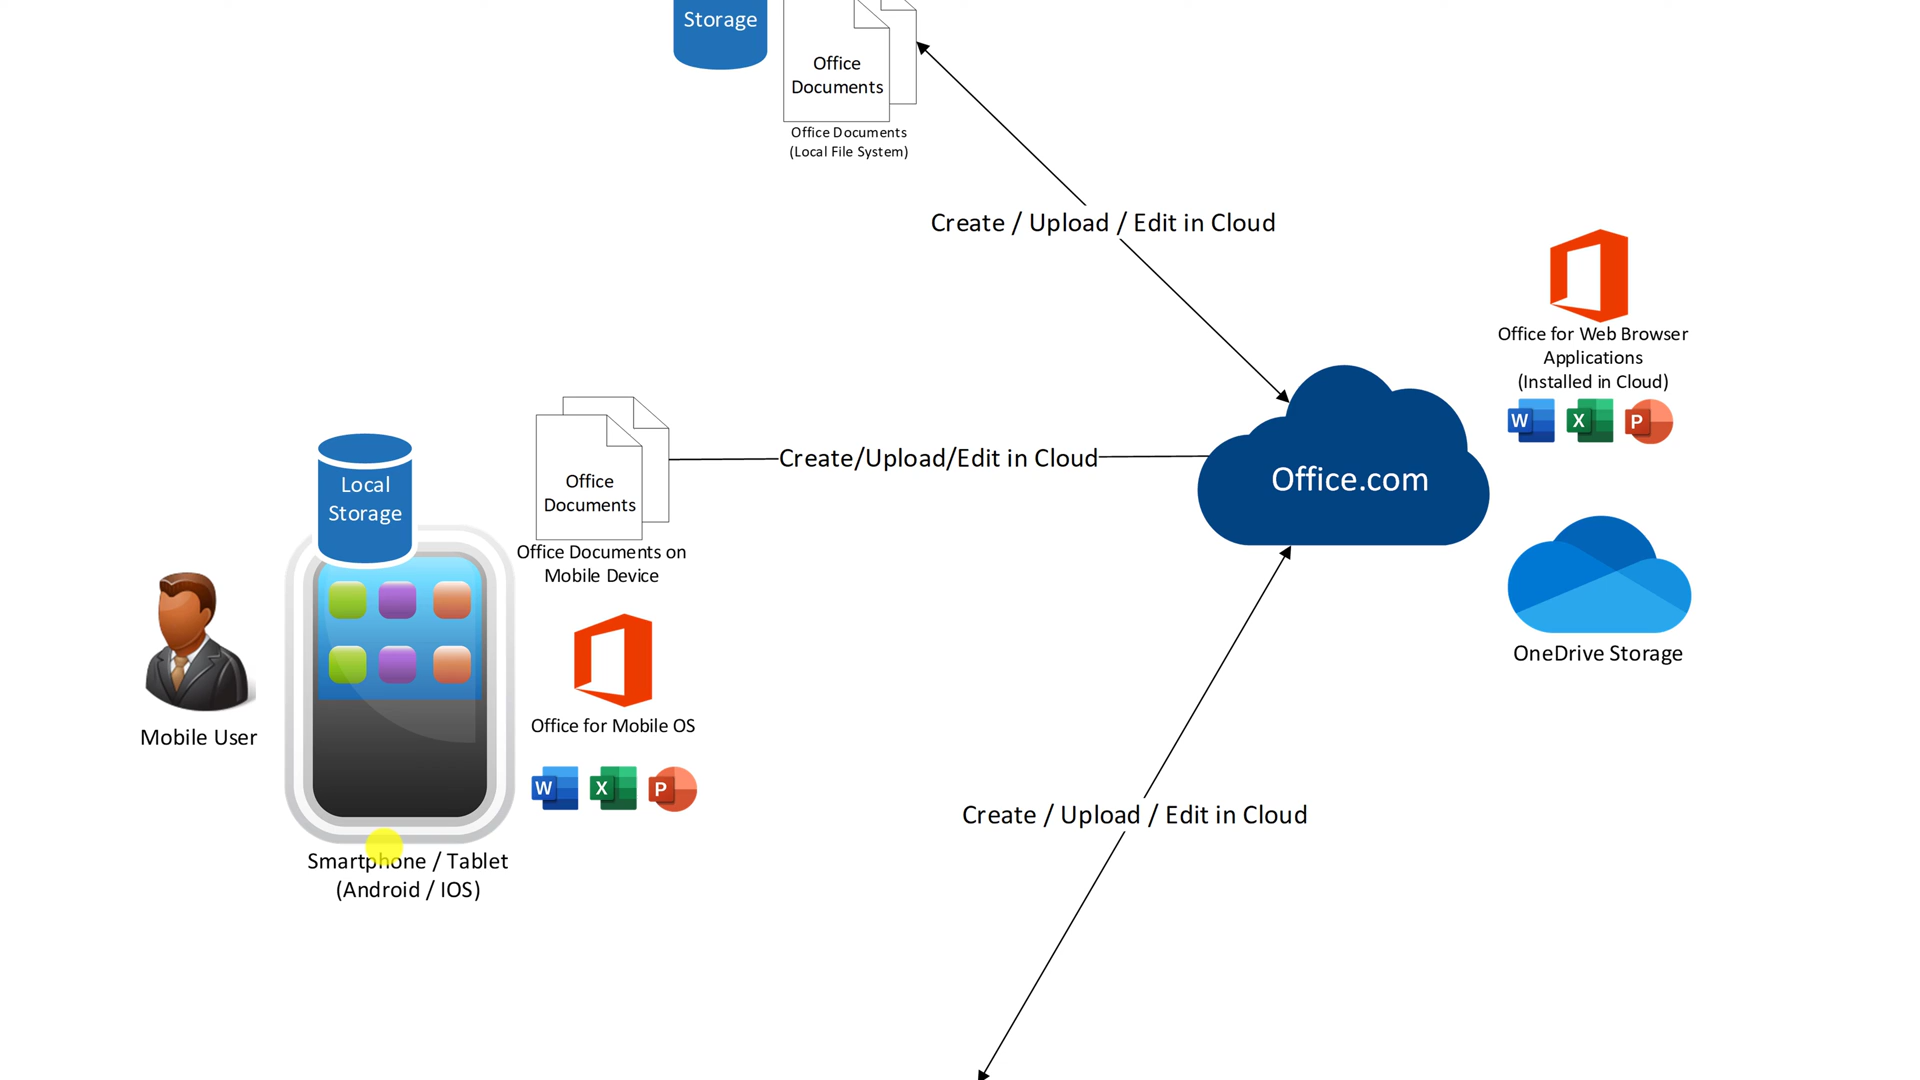 Storage
Office
Documents
Office Documents
(Local File System)
Create / Upload / Edit in Cloud
Office for Web Browser
Applications
(Installed in Cloud)
W X P
Office.com
OneDrive Storage
Create/Upload/Edit in Cloud
Office
Documents
Office Documents on
Mobile Device
Local
Storage
Office for Mobile OS
W X P
Mobile User
Smartphone / Tablet
(Android / IOS)
Create / Upload / Edit in Cloud